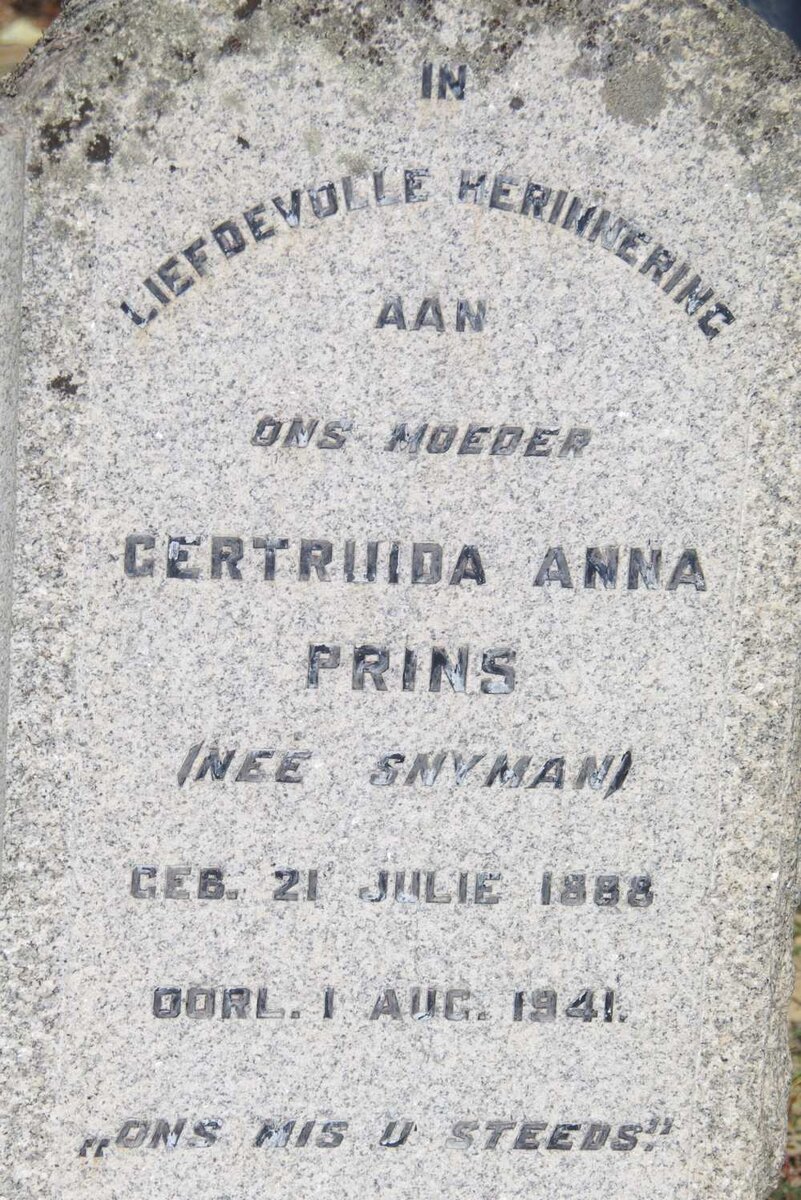 IN
LIEFDEVOLLE HERINNERING
AAN
ONS MOEDER
GERTRUIDA ANNA
PRINS
(NEE SNYMAN)
GEB. 21 JULIE 1888
OORL. 1 AUG. 1941.
„ONS MIS U STEEDS."